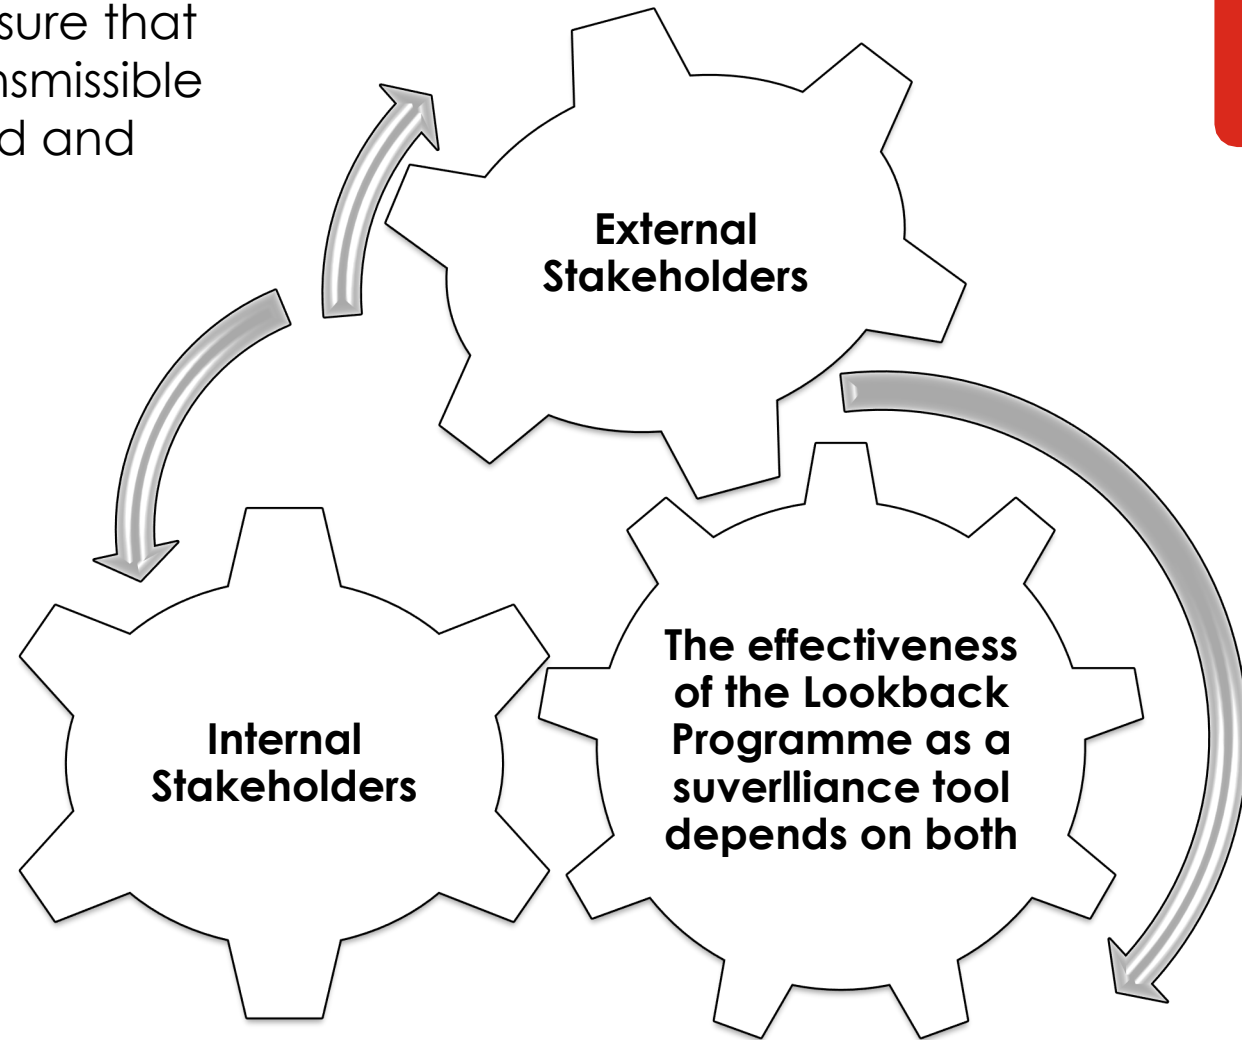 sure that
nsmissible
d and
External
Stakeholders
Internal
Stakeholders
The effectiveness
of the Lookback
Programme as a
suverlliance tool
depends on both